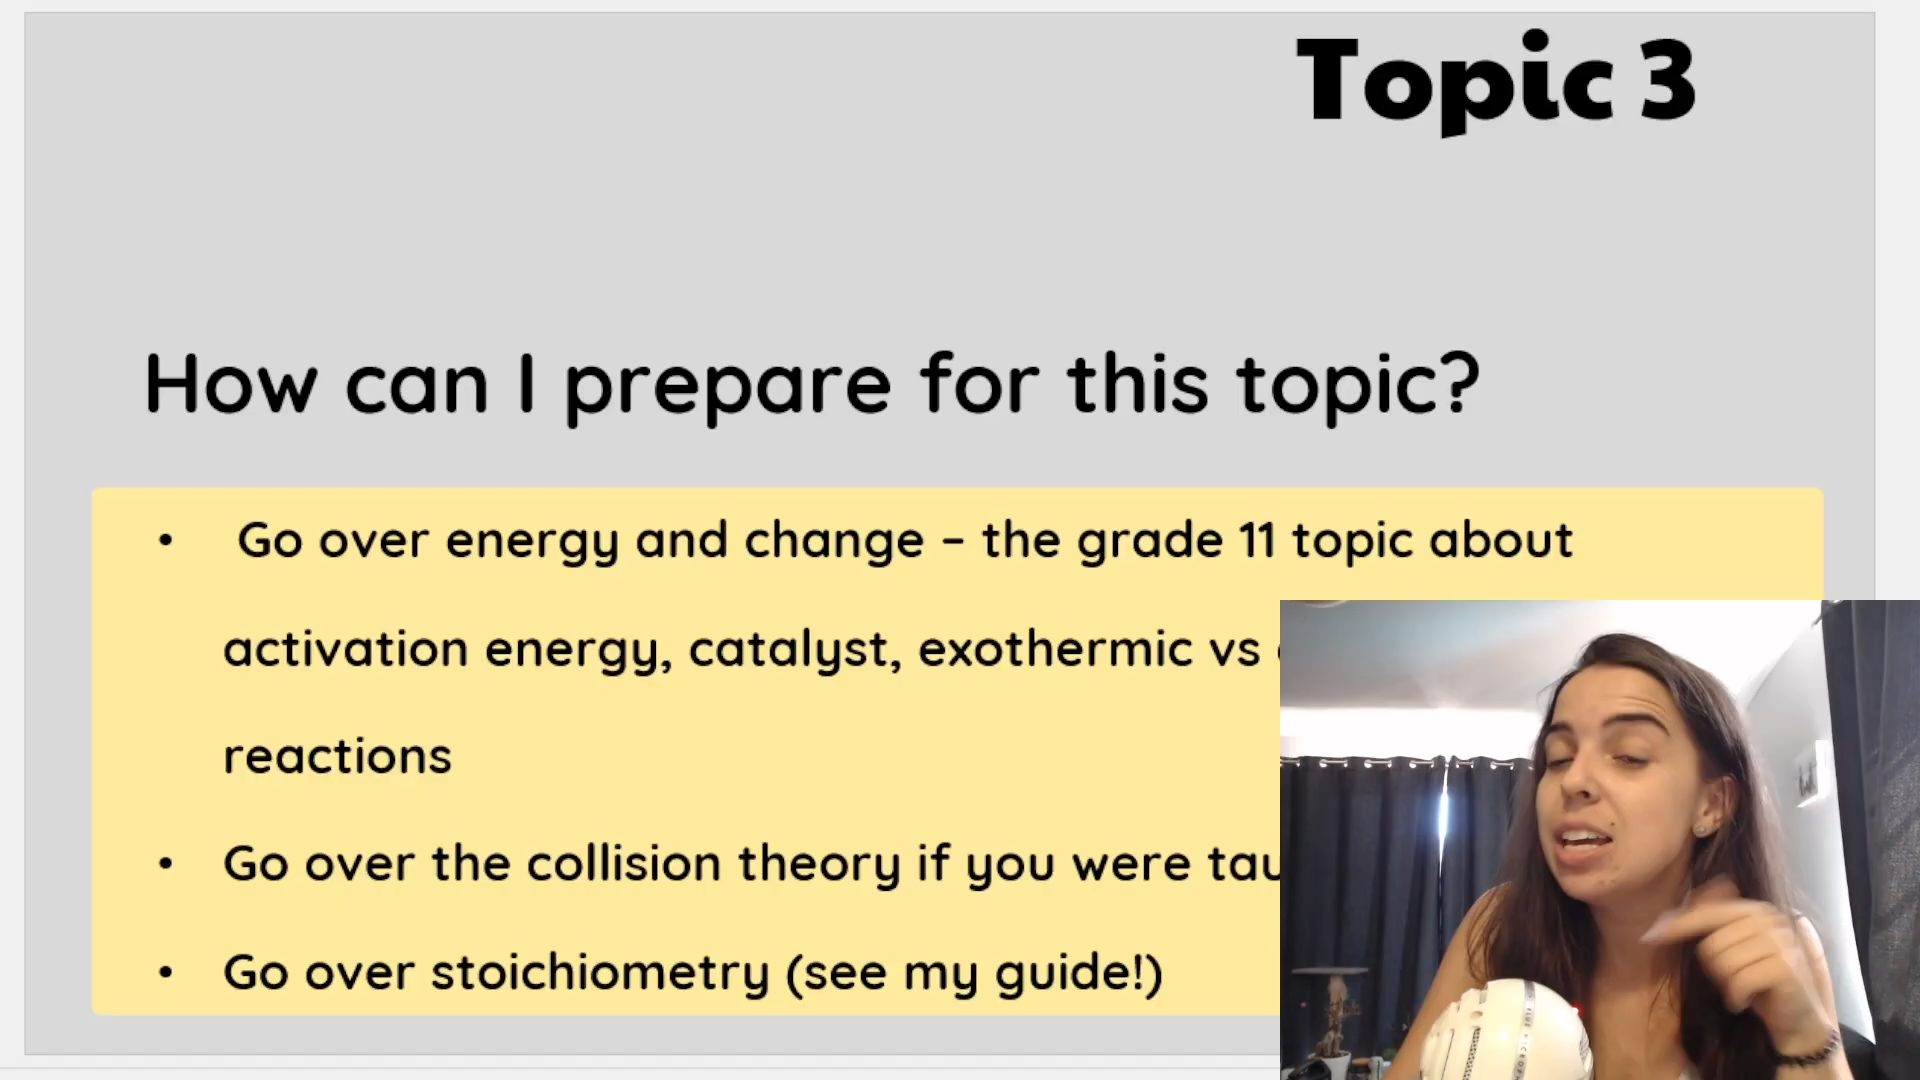 Topic 3
How can I prepare for this topic?
• Go over energy and change – the grade 11 topic about
activation energy, catalyst, exothermic vs
reactions
• Go over the collision theory if you were
• Go over stoichiometry (see my guide!)